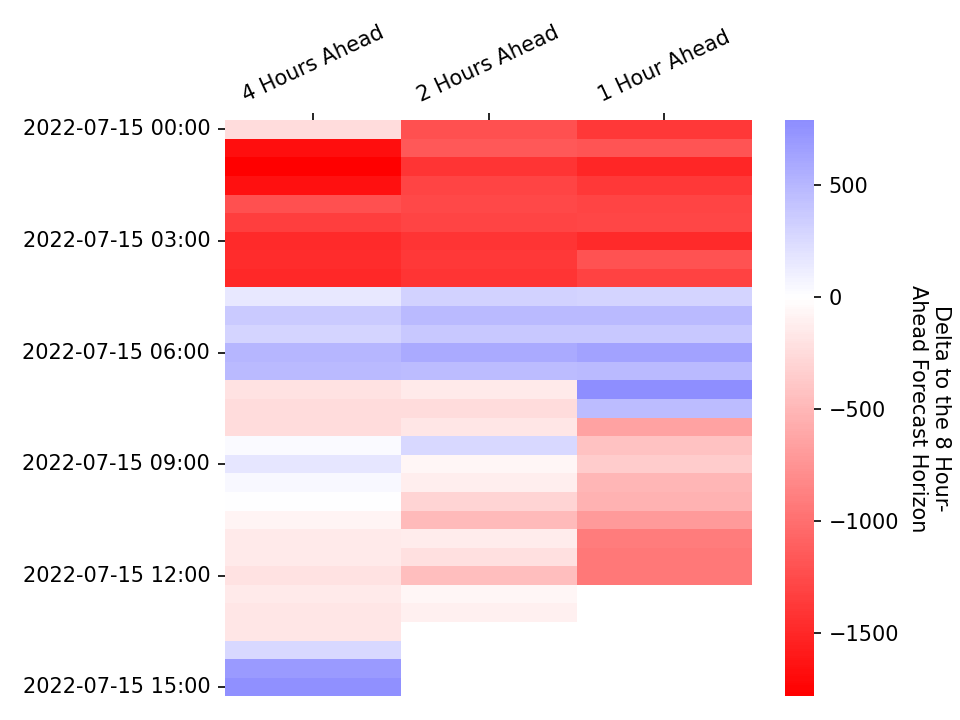 4 Hours Ahead
2 Hours Ahead
1 Hour Ahead
2022-07-15 00:00
2022-07-15 03:00
2022-07-15 06:00
2022-07-15 09:00
2022-07-15 12:00
2022-07-15 15:00
500
0
−500
−1000
−1500
Delta to the 8 Hour-
Ahead Forecast Horizon